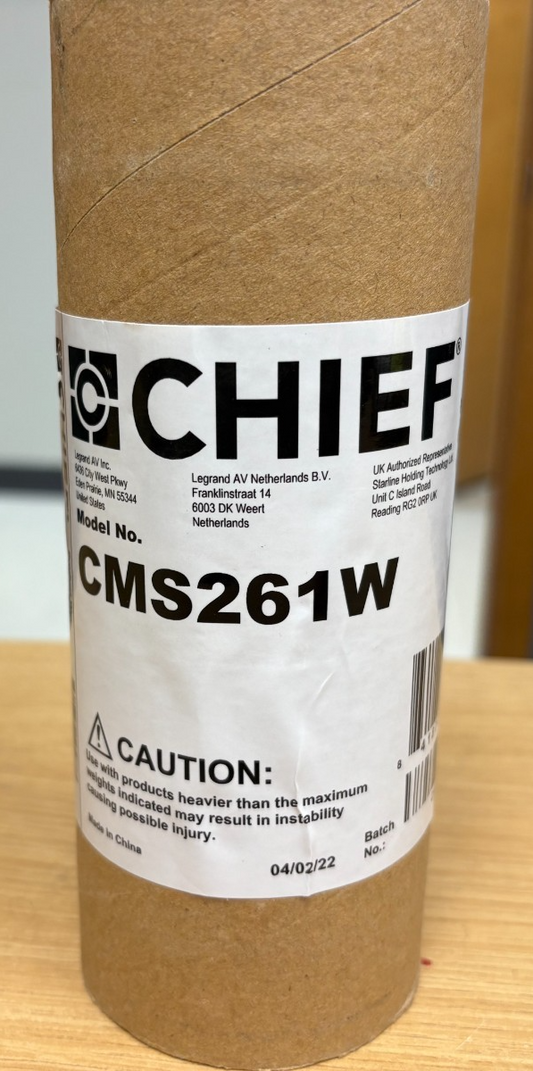 CHIEF®
Legrand AV Inc.
6436 City West Pkwy
Eden Prairie, MN 55344
United States
Legrand AV Netherlands B.V.
Franklinstraat 14
6003 DK Weert
Netherlands
UK Authorized Representative
Starline Holding Technology
Unit C Island Road
Reading RG2 0RP UK
Model No.
CMS261W
CAUTION:
Use with products heavier than the maximum
weights indicated may result in instability
causing possible injury.
Made in China
04/02/22
Batch
No.:
8